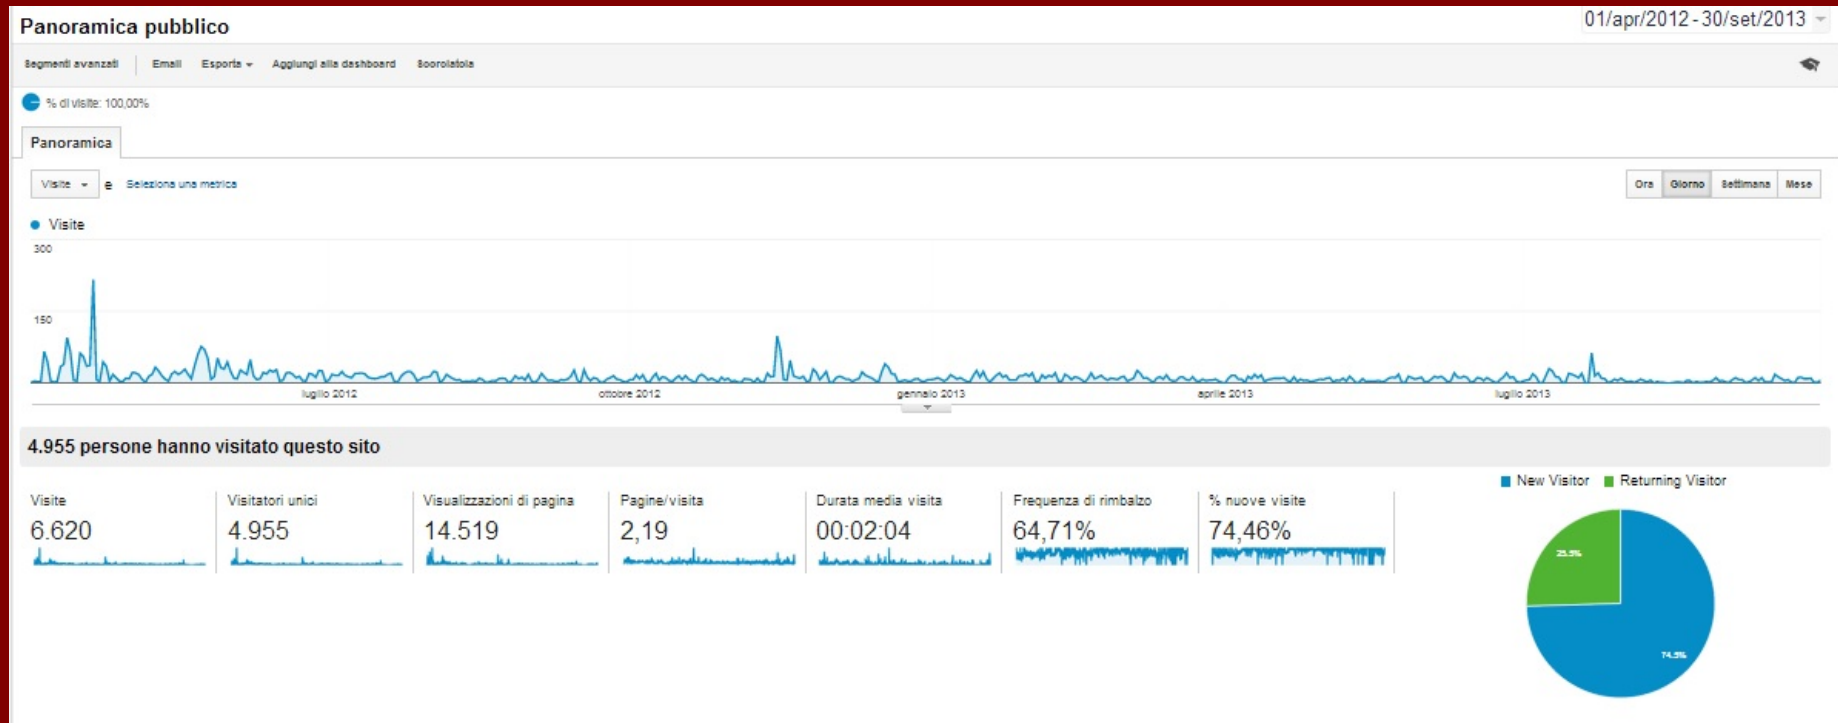 Panoramica pubblico
01/apr/2012 - 30/set/2013
Segmenti avanzati Email Esporta Aggiungi alla dashboard Scorciatoia
% di visite: 100,00%
Panoramica
Visite e Seleziona una metrica
Ora Giorno Settimana Mese
Visite
300
150
luglio 2012 ottobre 2012 gennaio 2013 aprile 2013 luglio 2013
4.955 persone hanno visitato questo sito
New Visitor Returning Visitor
Visite Visitatori unici Visualizzazioni di pagina Pagine/visita Durata media visita Frequenza di rimbalzo % nuove visite
6.620 4.955 14.519 2,19 00:02:04 64,71% 74,46%
25.5%
74.5%